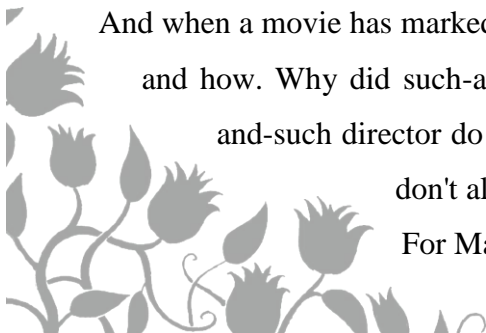 And when a movie has marked
and how. Why did such-a
and-such director do
don't al
For Ma